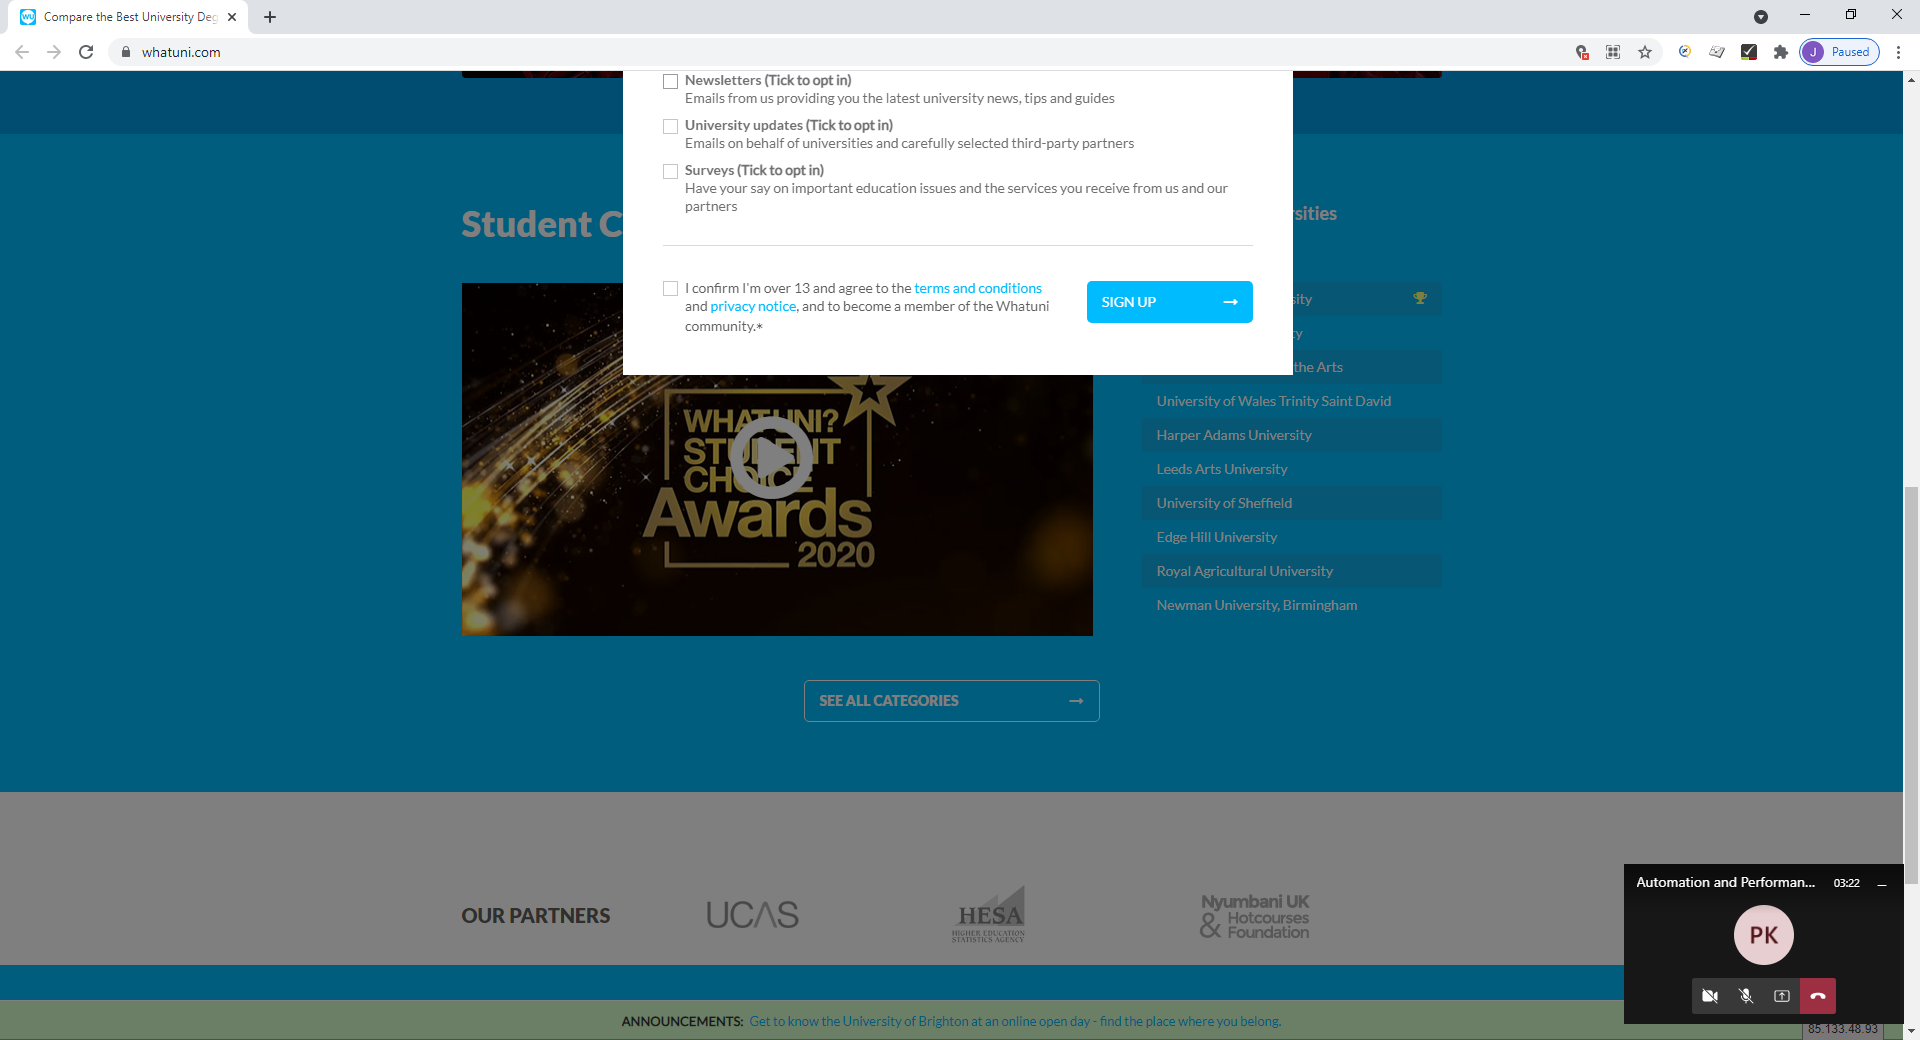 Compare the Best University Deg
whatuni.com
J Paused
Newsletters (Tick to opt in)
Emails from us providing you the latest university news, tips and guides
University updates (Tick to opt in)
Emails on behalf of universities and carefully selected third-party partners
Surveys (Tick to opt in)
Have your say on important education issues and the services you receive from us and our
partners
I confirm I'm over 13 and agree to the terms and conditions
and privacy notice, and to become a member of the Whatuni
community.*
SIGN UP
Student C
WHATUNI?
STUDENT
CHOICE
Awards
2020
rsities
sity
ty
the Arts
University of Wales Trinity Saint David
Harper Adams University
Leeds Arts University
University of Sheffield
Edge Hill University
Royal Agricultural University
Newman University, Birmingham
SEE ALL CATEGORIES
OUR PARTNERS
UCAS
HESA
HIGHER EDUCATION
STATISTICS AGENCY
Nyumbani UK
& Hotcourses
Foundation
Automation and Performan... 03:22
PK
ANNOUNCEMENTS: Get to know the University of Brighton at an online open day - find the place where you belong.
85.133.48.93